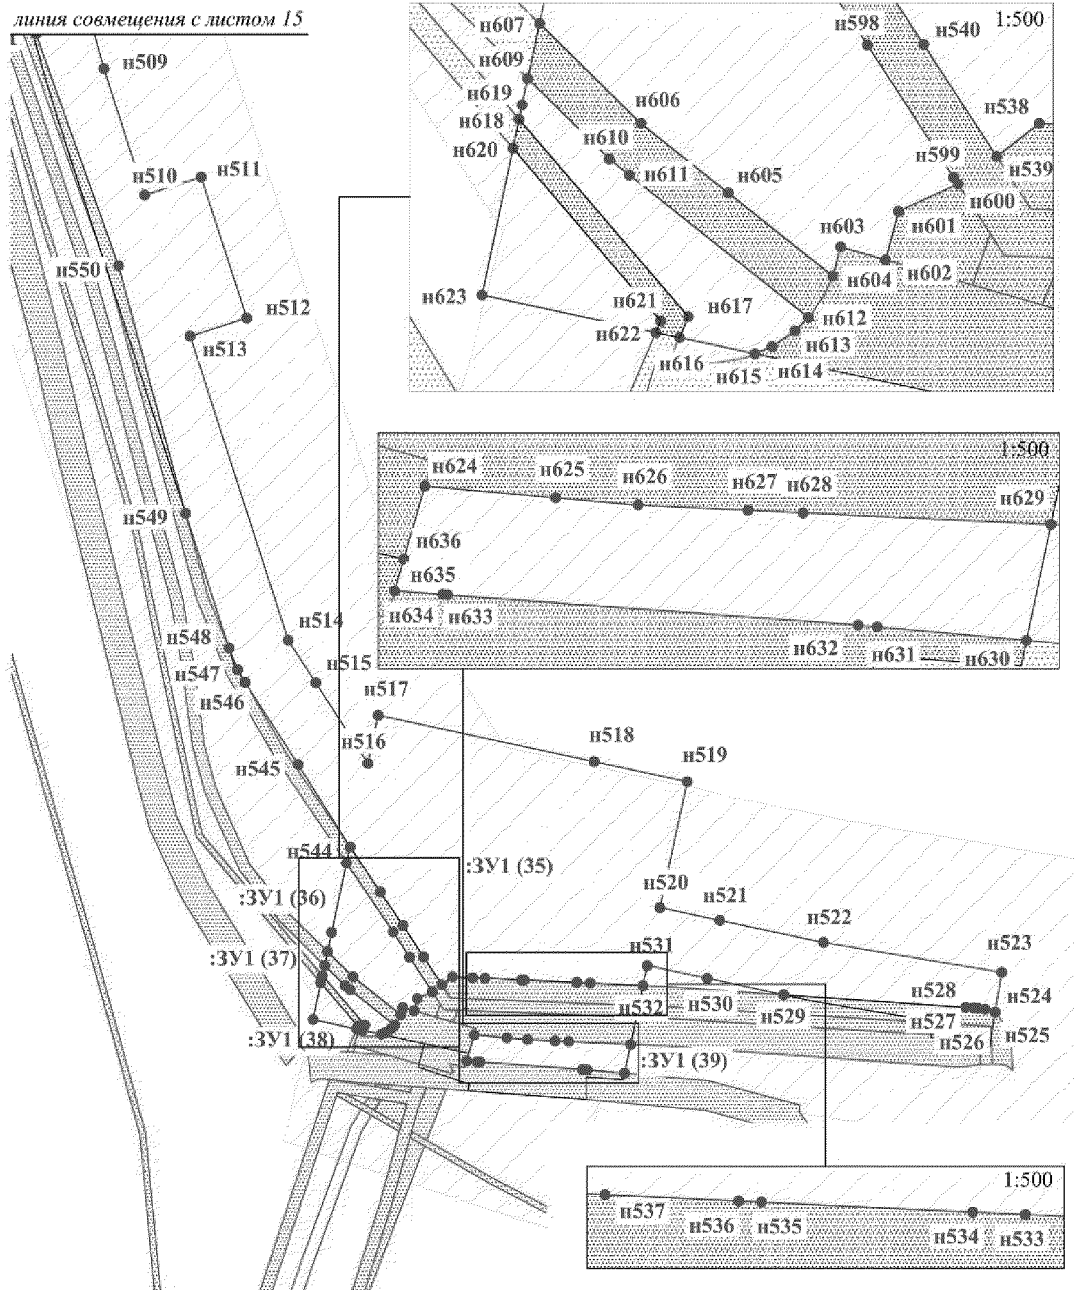 линия совмещения с листом 15
н509
н510
н511
н550
н512
н513
н549
н514
н548
н515
н547
н546
н517
н516
н545
н518
н519
н544
:ЗУ1 (35)
:ЗУ1 (36)
н520
н521
н522
:ЗУ1 (37)
н531
н523
н532
н530
н528
н524
н529
н527
н525
н526
:ЗУ1 (38)
:ЗУ1 (39)
1:500
н607
н598
н540
н609
н619
н606
н538
н618
н610
н620
н599
н539
н611
н605
н600
н601
н603
н602
н604
н623
н621
н617
н612
н622
н613
н616
н614
н615
1:500
н624
н625
н626
н627
н628
н629
н636
н635
н634
н633
н632
н631
н630
1:500
н537
н536
н535
н534
н533